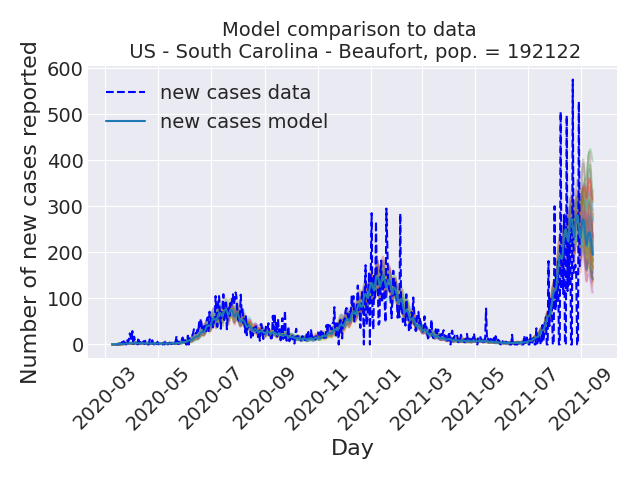 Model comparison to data
US - South Carolina - Beaufort, pop. = 192122
Number of new cases reported
600
500
400
300
200
100
0
new cases data
new cases model
2020-03
2020-05
2020-07
2020-09
2020-11
2021-01
2021-03
2021-05
2021-07
2021-09
Day